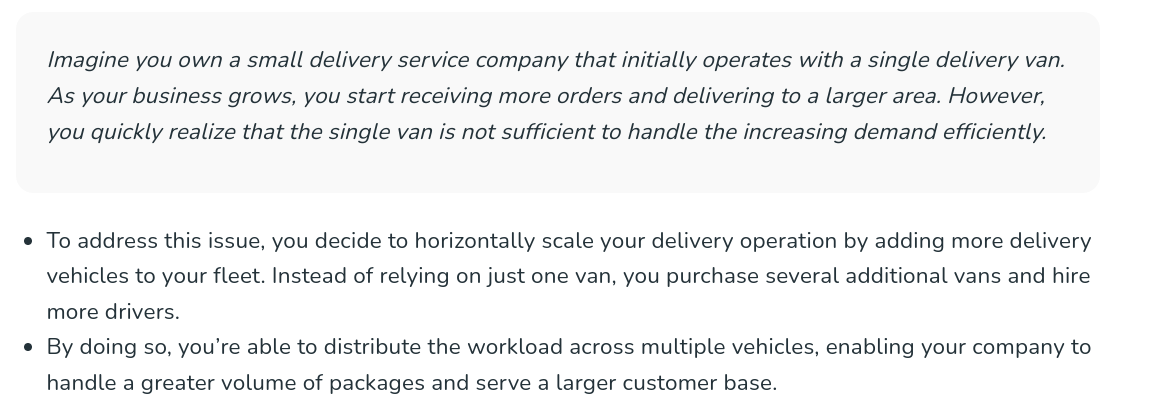 Imagine you own a small delivery service company that initially operates with a single delivery van.
As your business grows, you start receiving more orders and delivering to a larger area. However,
you quickly realize that the single van is not sufficient to handle the increasing demand efficiently.
• To address this issue, you decide to horizontally scale your delivery operation by adding more delivery
vehicles to your fleet. Instead of relying on just one van, you purchase several additional vans and hire
more drivers.
• By doing so, you’re able to distribute the workload across multiple vehicles, enabling your company to
handle a greater volume of packages and serve a larger customer base.